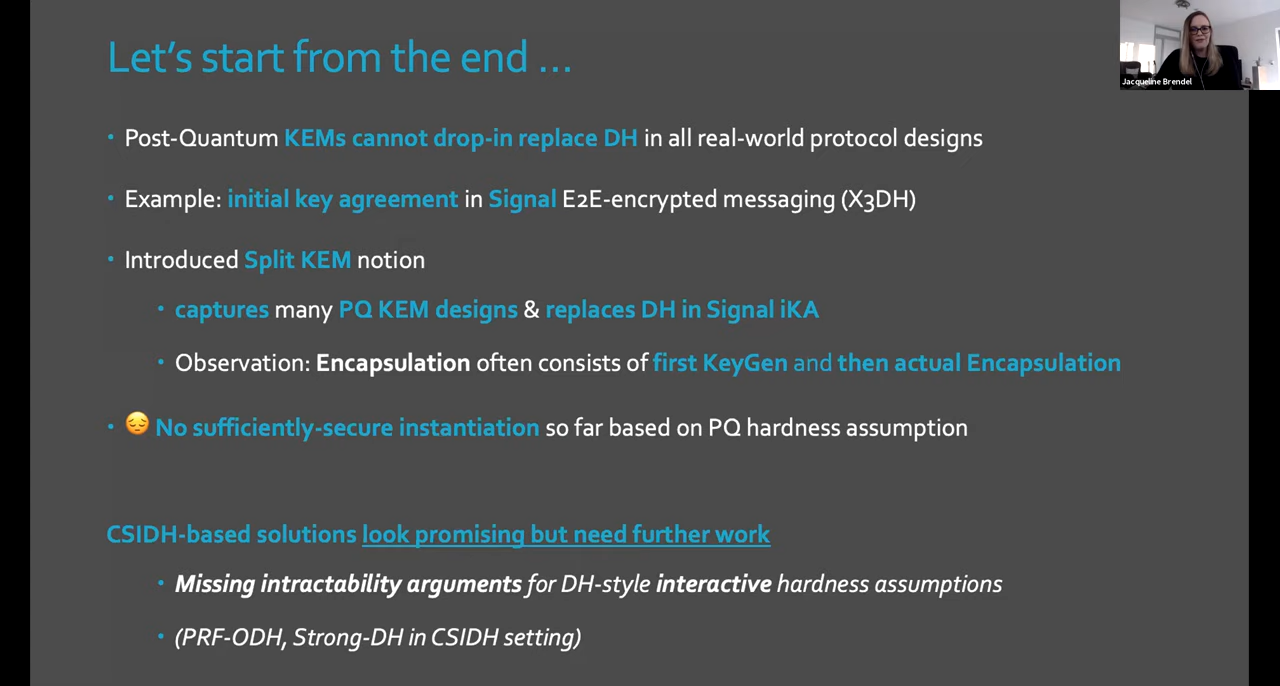 Let's start from the end ...
Jacqueline Brendel
• Post-Quantum KEMs cannot drop-in replace DH in all real-world protocol designs
• Example: initial key agreement in Signal E2E-encrypted messaging (X3DH)
• Introduced Split KEM notion
• captures many PQ KEM designs & replaces DH in Signal iKA
• Observation: Encapsulation often consists of first KeyGen and then actual Encapsulation
• 😔 No sufficiently-secure instantiation so far based on PQ hardness assumption
CSIDH-based solutions look promising but need further work
• Missing intractability arguments for DH-style interactive hardness assumptions
• (PRF-ODH, Strong-DH in CSIDH setting)